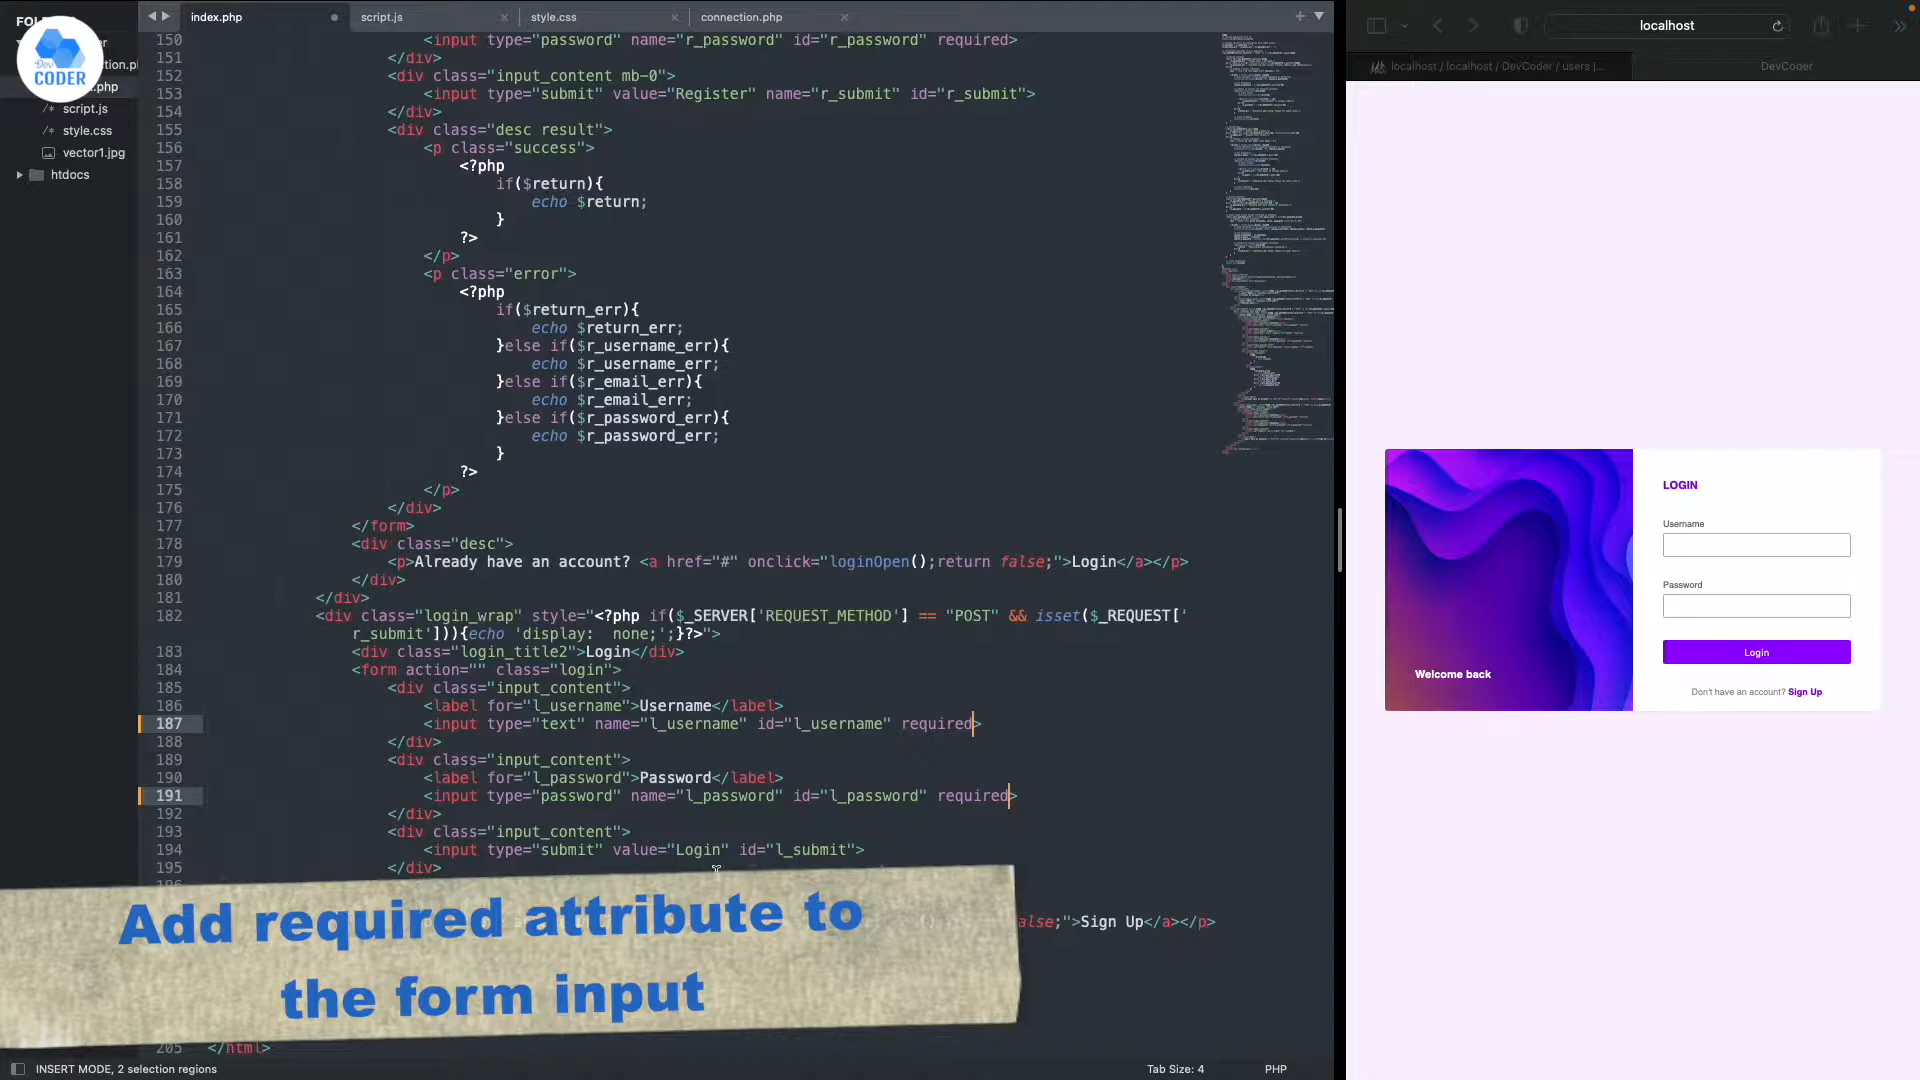 FOL
index.php
script.js
style.css
connection.php
Dev
CODER
script.js
style.css
vector1.jpg
htdocs
150 <input type="password" name="r_password" id="r_password" required>
151 </div>
152 <div class="input_content mb-0">
153 <input type="submit" value="Register" name="r_submit" id="r_submit">
154 </div>
155 <div class="desc result">
156 <p class="success">
157 <?php
158 if($return){
159 echo $return;
160 }
161 ?>
162 </p>
163 <p class="error">
164 <?php
165 if($return_err){
166 echo $return_err;
167 }else if($r_username_err){
168 echo $r_username_err;
169 }else if($r_email_err){
170 echo $r_email_err;
171 }else if($r_password_err){
172 echo $r_password_err;
173 }
174 ?>
175 </p>
176 </div>
177 </form>
178 <div class="desc">
179 <p>Already have an account? <a href="#" onclick="loginOpen();return false;">Login</a></p>
180 </div>
181 </div>
182 <div class="login_wrap" style="<?php if($_SERVER['REQUEST_METHOD'] == "POST" && isset($_REQUEST['
r_submit'])){echo 'display:  none;';}?>">
183 <div class="login_title2">Login</div>
184 <form action="" class="login">
185 <div class="input_content">
186 <label for="l_username">Username</label>
187 <input type="text" name="l_username" id="l_username" required>
188 </div>
189 <div class="input_content">
190 <label for="l_password">Password</label>
191 <input type="password" name="l_password" id="l_password" required>
192 </div>
193 <div class="input_content">
194 <input type="submit" value="Login" id="l_submit">
195 </div>
alse;">Sign Up</a></p>
205 </html>
Add required attribute to
the form input
INSERT MODE, 2 selection regions
Tab Size: 4
PHP
localhost
localhost / localhost / DevCoder / users |...
DevCoder
LOGIN
Username
Password
Login
Welcome back
Don't have an account? Sign Up